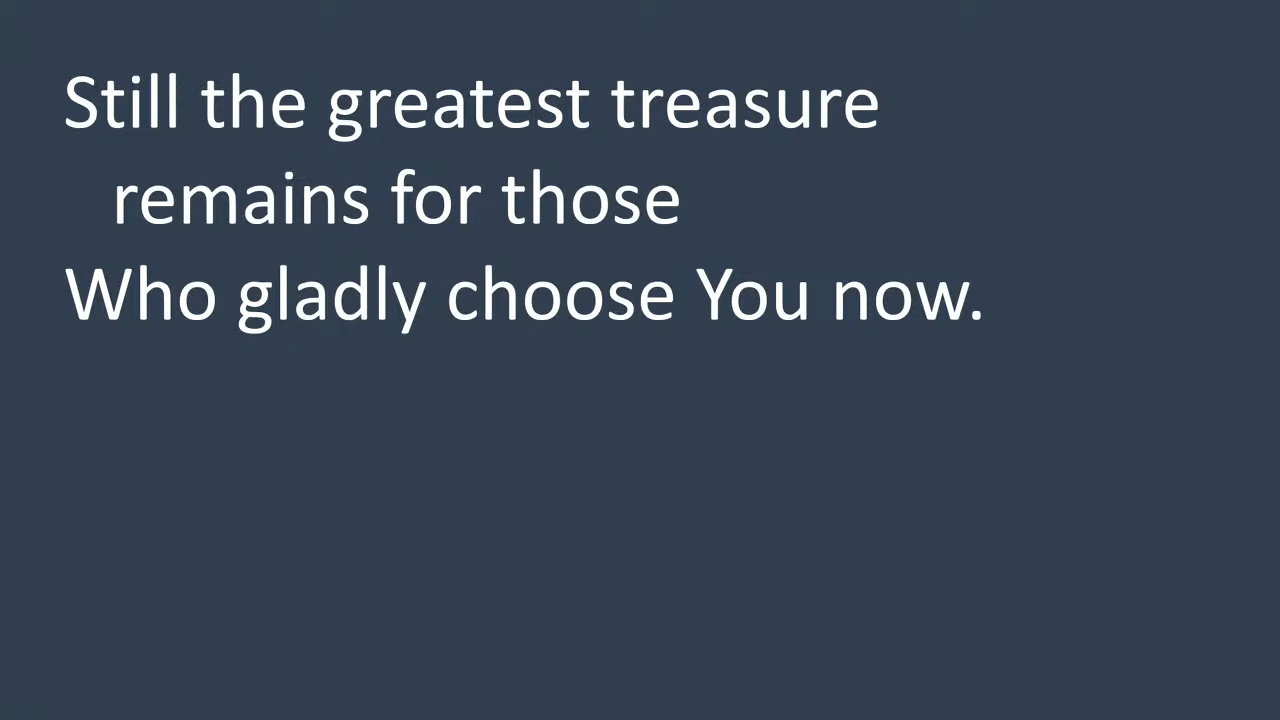 Still the greatest treasure
remains for those
Who gladly choose You now.